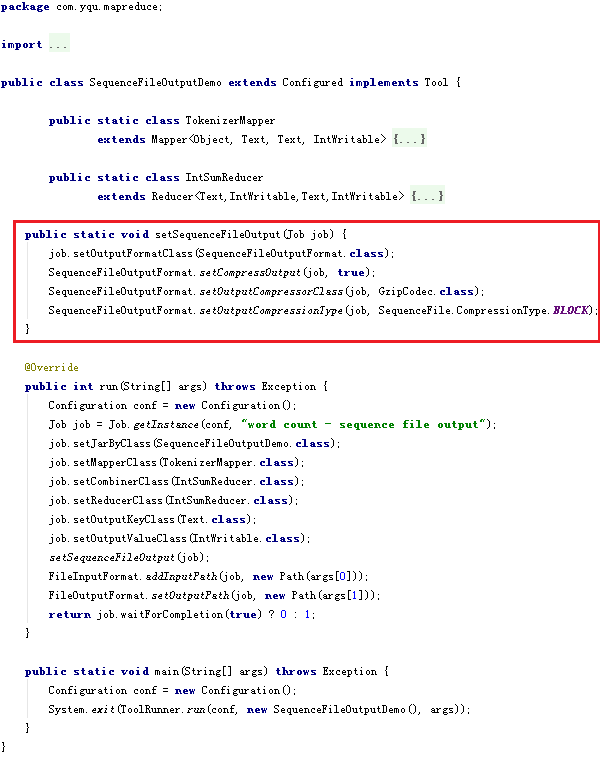 package com.yqu.mapreduce;
import ...
public class SequenceFileOutputDemo extends Configured implements Tool {
public static class TokenizerMapper
extends Mapper<Object, Text, Text, IntWritable> {...}
public static class IntSumReducer
extends Reducer<Text,IntWritable,Text,IntWritable> {...}
public static void setSequenceFileOutput(Job job) {
job.setOutputFormatClass(SequenceFileOutputFormat.class);
SequenceFileOutputFormat.setCompressOutput(job, true);
SequenceFileOutputFormat.setOutputCompressorClass(job, GzipCodec.class);
SequenceFileOutputFormat.setOutputCompressionType(job, SequenceFile.CompressionType.BLOCK);
}
@Override
public int run(String[] args) throws Exception {
Configuration conf = new Configuration();
Job job = Job.getInstance(conf, "word count - sequence file output");
job.setJarByClass(SequenceFileOutputDemo.class);
job.setMapperClass(TokenizerMapper.class);
job.setCombinerClass(IntSumReducer.class);
job.setReducerClass(IntSumReducer.class);
job.setOutputKeyClass(Text.class);
job.setOutputValueClass(IntWritable.class);
setSequenceFileOutput(job);
FileInputFormat.addInputPath(job, new Path(args[0]));
FileOutputFormat.setOutputPath(job, new Path(args[1]));
return job.waitForCompletion(true) ? 0 : 1;
}
public static void main(String[] args) throws Exception {
Configuration conf = new Configuration();
System.exit(ToolRunner.run(conf, new SequenceFileOutputDemo(), args));
}
}